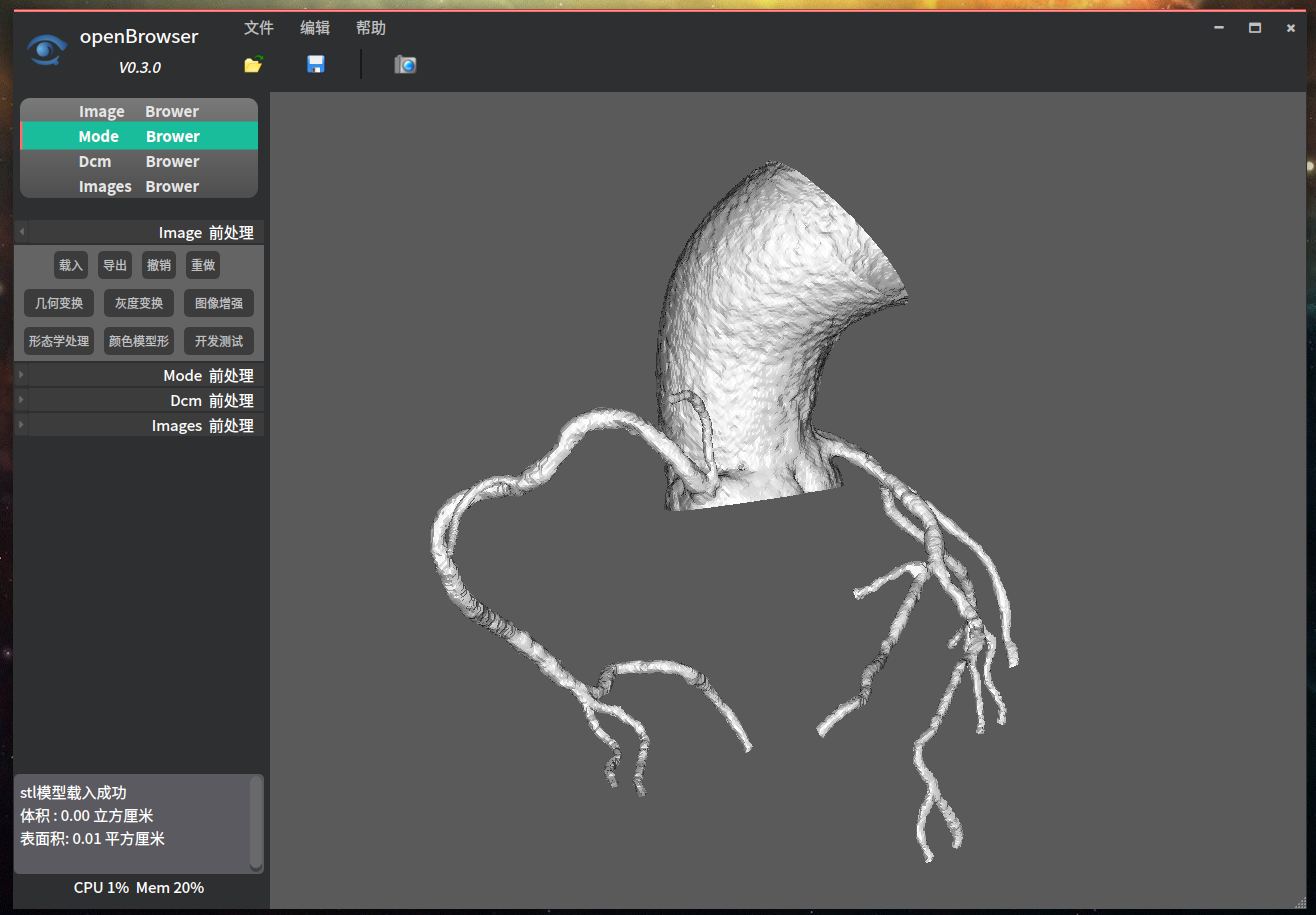 openBrowser
V0.3.0
文件 编辑 帮助
Image Brower
Mode Brower
Dcm Brower
Images Brower
Image 前处理
载入 导出 撤销 重做
几何变换 灰度变换 图像增强
形态学处理 颜色模型形 开发测试
Mode 前处理
Dcm 前处理
Images 前处理
stl模型载入成功
体积 : 0.00 立方厘米
表面积: 0.01 平方厘米
CPU 1% Mem 20%